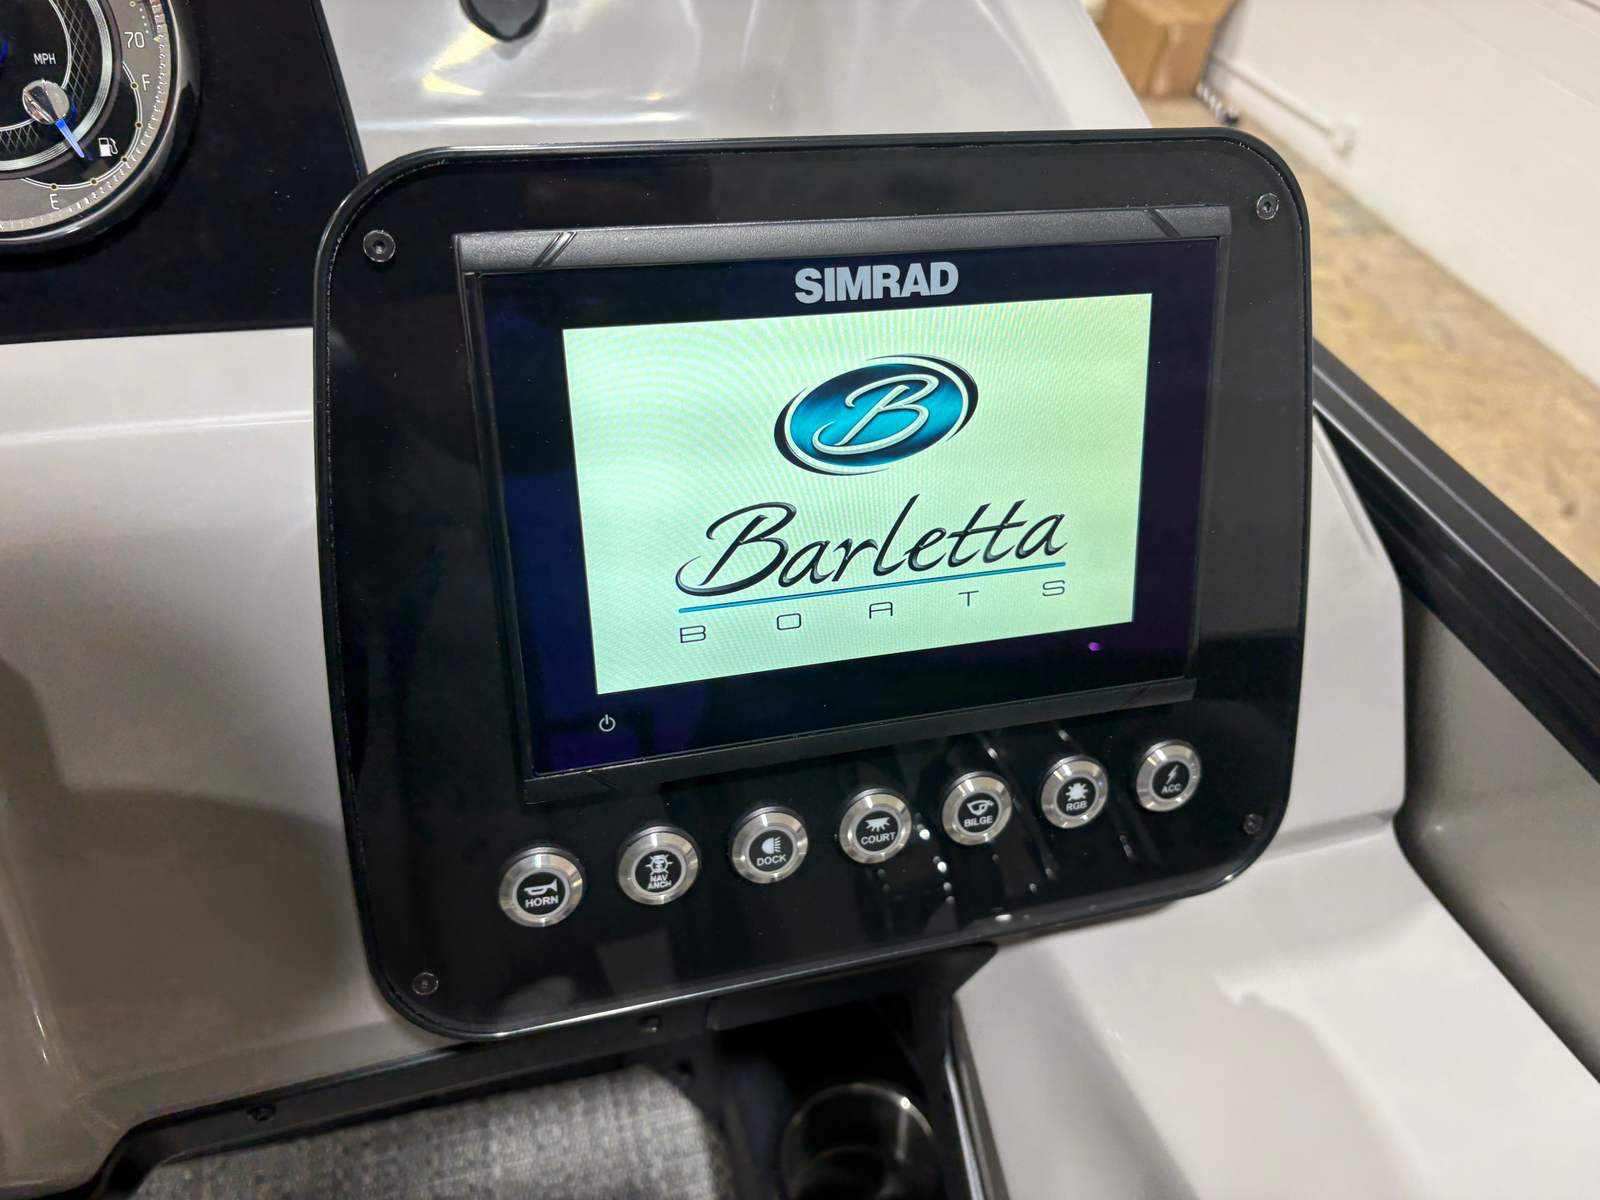 MPH
70
F
E
SIMRAD
B
Barletta
BOATS
HORN
NAV
ANCH
DOCK
COURT
BILGE
RGB
ACC